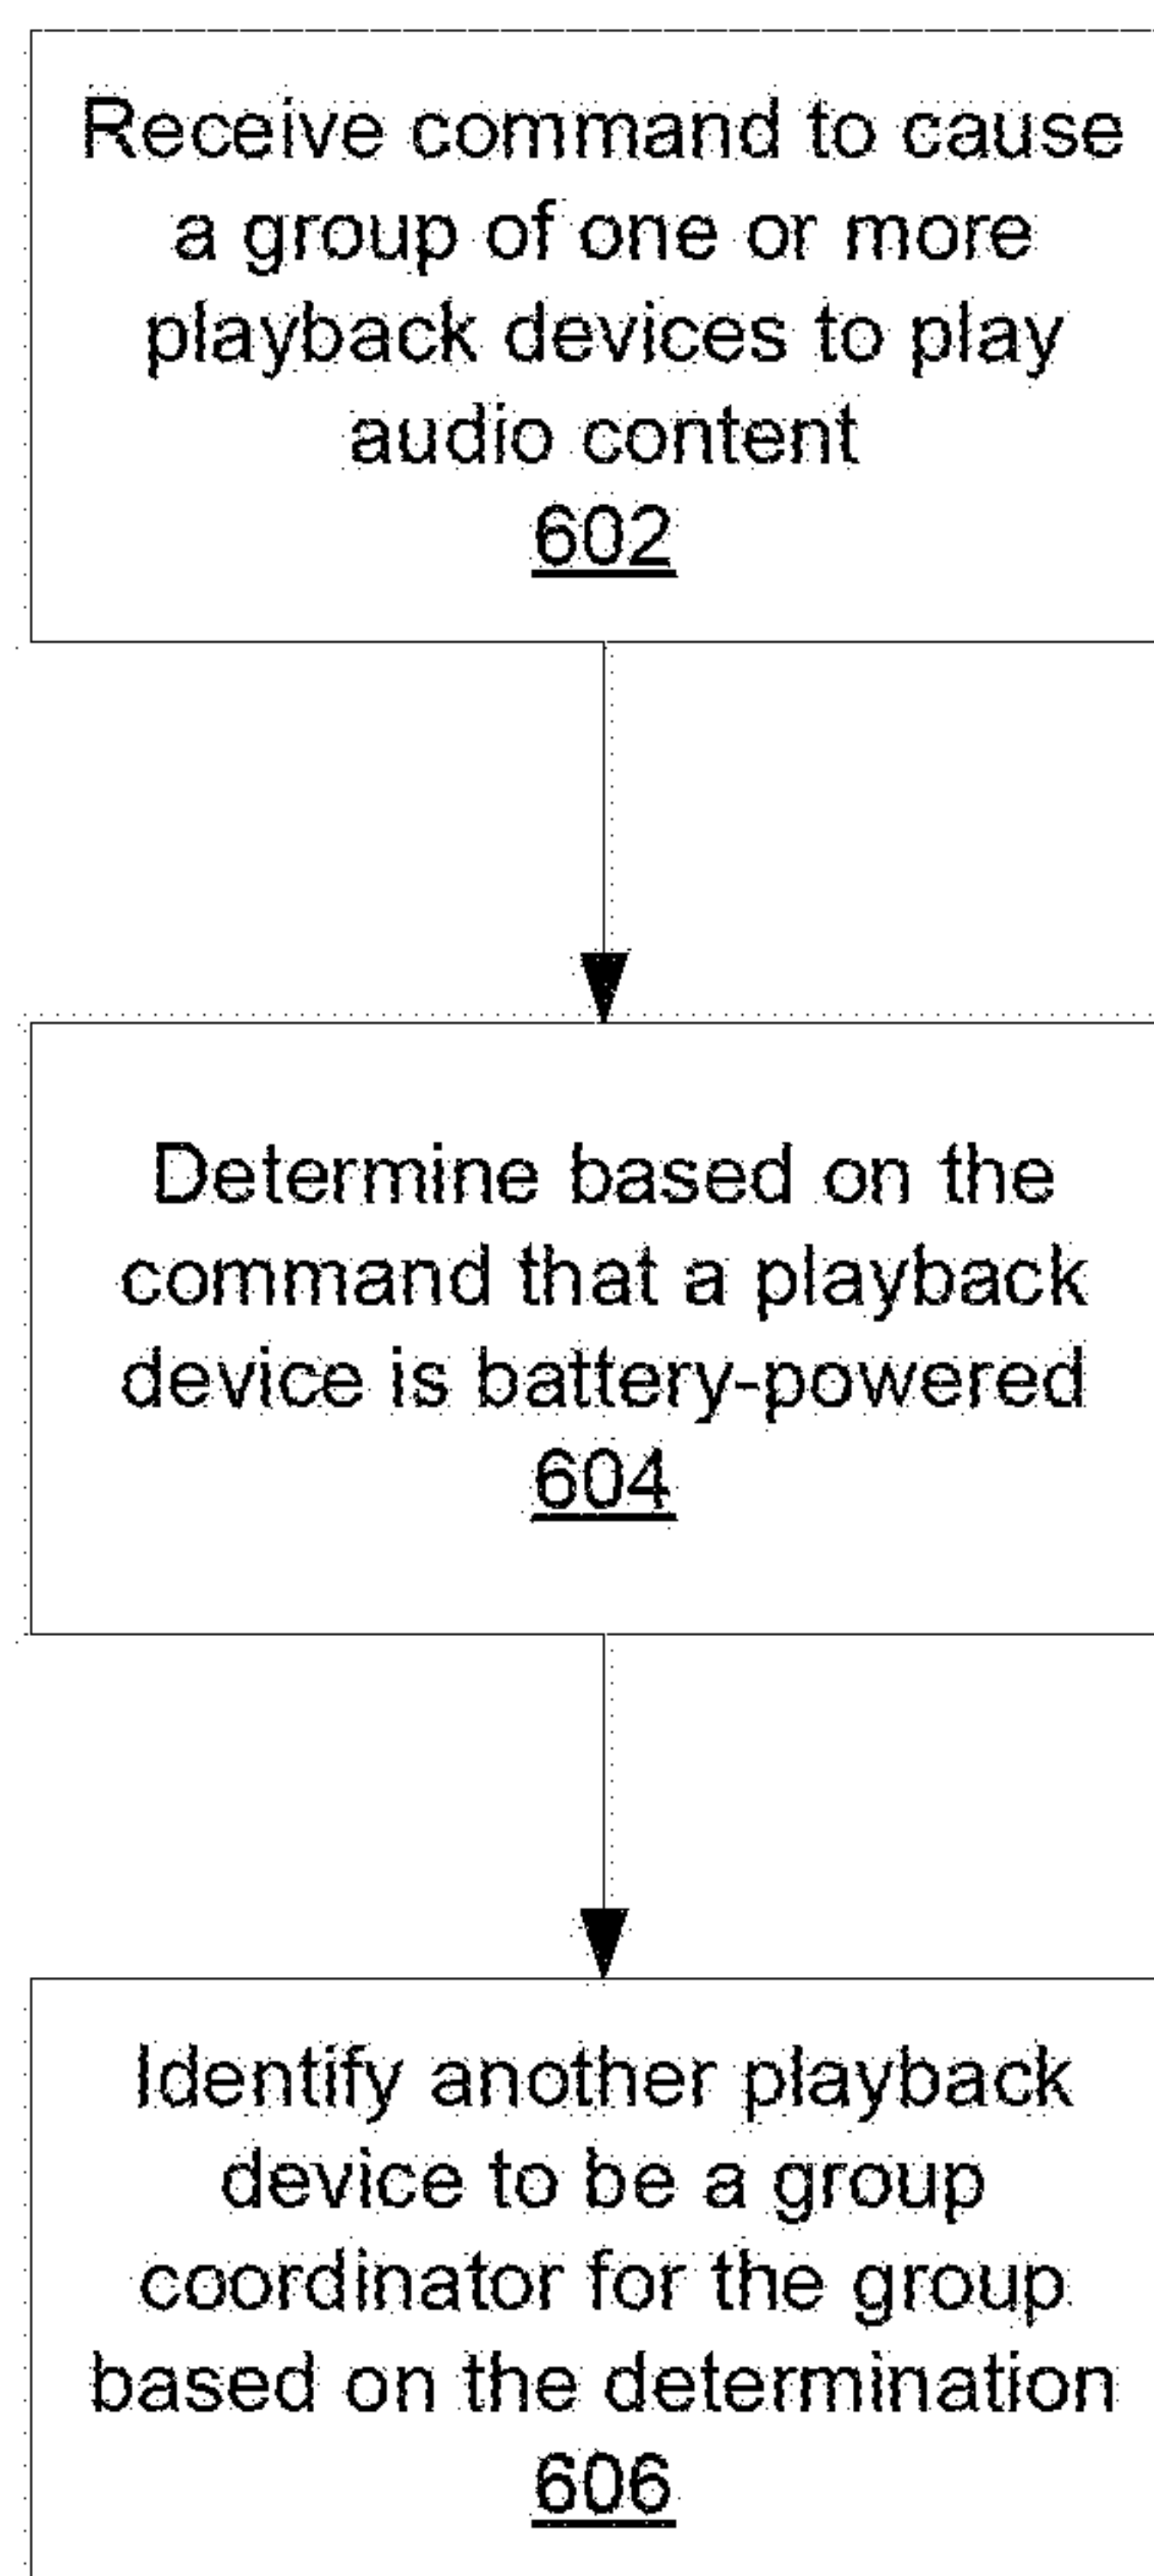 Receive command to cause
a group of one or more
playback devices to play
audio content
602
Determine based on the
command that a playback
device is battery-powered
604
Identify another playback
device to be a group
coordinator for the group
based on the determination
606